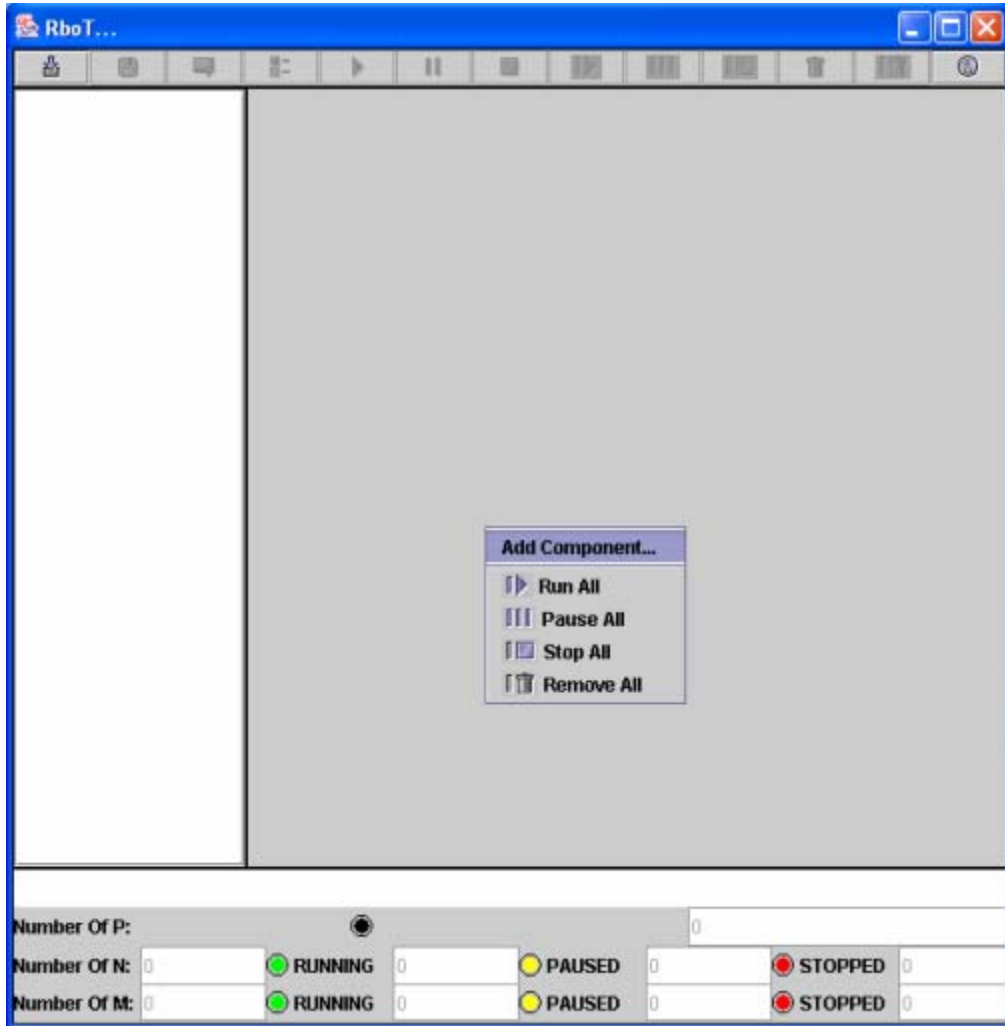 RboT...
Add Component...
Run All
Pause All
Stop All
Remove All
Number Of P: 0
Number Of N: 0 RUNNING 0 PAUSED 0 STOPPED 0
Number Of M: 0 RUNNING 0 PAUSED 0 STOPPED 0